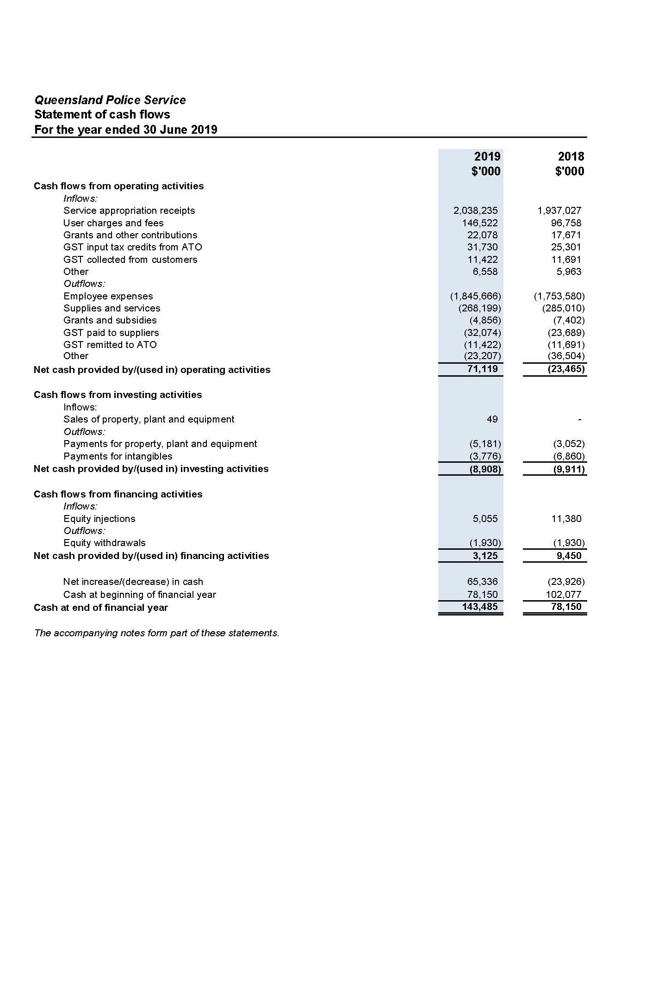 Queensland Police Service
Statement of cash flows
For the year ended 30 June 2019
2019 2018
$'000 $'000
Cash flows from operating activities
Inflows:
Service appropriation receipts 2,038,235 1,937,027
User charges and fees 146,522 96,758
Grants and other contributions 22,078 17,671
GST input tax credits from ATO 31,730 25,301
GST collected from customers 11,422 11,691
Other 6,558 5,963
Outflows:
Employee expenses (1,845,666) (1,753,580)
Supplies and services (268,199) (285,010)
Grants and subsidies (4,856) (7,402)
GST paid to suppliers (32,074) (23,689)
GST remitted to ATO (11,422) (11,691)
Other (23,207) (36,504)
Net cash provided by/(used in) operating activities 71,119 (23,465)
Cash flows from investing activities
Inflows:
Sales of property, plant and equipment 49 -
Outflows:
Payments for property, plant and equipment (5,181) (3,052)
Payments for intangibles (3,776) (6,860)
Net cash provided by/(used in) investing activities (8,908) (9,911)
Cash flows from financing activities
Inflows:
Equity injections 5,055 11,380
Outflows:
Equity withdrawals (1,930) (1,930)
Net cash provided by/(used in) financing activities 3,125 9,450
Net increase/(decrease) in cash 65,336 (23,926)
Cash at beginning of financial year 78,150 102,077
Cash at end of financial year 143,485 78,150
The accompanying notes form part of these statements.